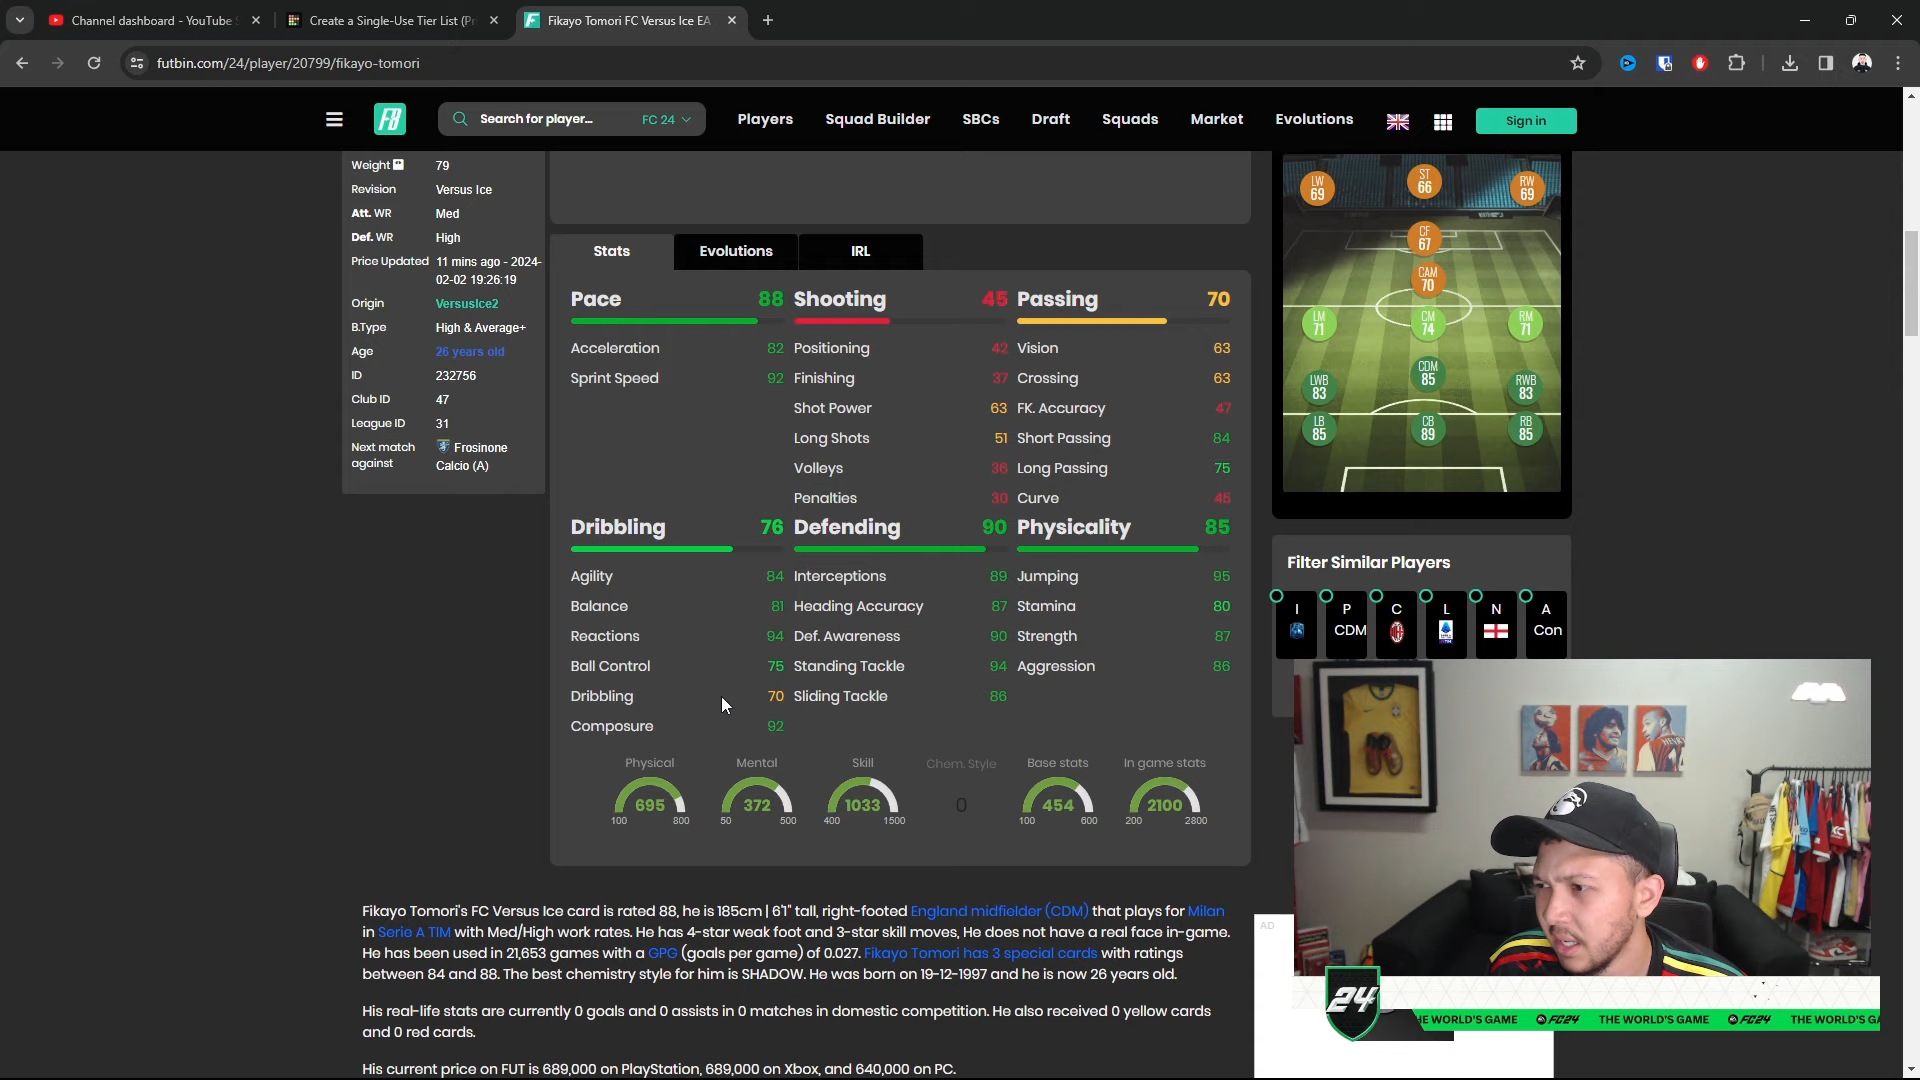 Channel dashboard - YouTube
Create a Single-Use Tier List (Pr
Fikayo Tomori FC Versus Ice EA
futbin.com/24/player/20799/fikayo-tomori
Search for player... FC 24
Players Squad Builder SBCs Draft Squads Market Evolutions Sign in
Weight 79
Revision Versus Ice
Att. WR Med
Def. WR High
Price Updated 11 mins ago - 2024-
02-02 19:26:19
Origin VersusIce2
B.Type High & Average+
Age 26 years old
ID 232756
Club ID 47
League ID 31
Next match Frosinone
against Calcio (A)
Stats Evolutions IRL
Pace 88 Shooting 45 Passing 70
Acceleration 82 Positioning 42 Vision 63
Sprint Speed 92 Finishing 37 Crossing 63
Shot Power 63 FK. Accuracy 47
Long Shots 51 Short Passing 84
Volleys 36 Long Passing 75
Penalties 30 Curve 45
Dribbling 76 Defending 90 Physicality 85
Agility 84 Interceptions 89 Jumping 95
Balance 81 Heading Accuracy 87 Stamina 80
Reactions 94 Def. Awareness 90 Strength 87
Ball Control 75 Standing Tackle 94 Aggression 86
Dribbling 70 Sliding Tackle 86
Composure 92
Physical Mental Skill Chem. Style Base stats In game stats
695 372 1033 0 454 2100
100 800 50 500 400 1500 100 600 200 2800
LW ST RW
69 66 69
CF
67
CAM
70
LM CM RM
71 74 71
CDM
85
LWB RWB
83 83
LB CB RB
85 89 85
Filter Similar Players
I P C L N A
CDM Con
Fikayo Tomori's FC Versus Ice card is rated 88, he is 185cm | 6'1" tall, right-footed England midfielder (CDM) that plays for Milan
in Serie A TIM with Med/High work rates. He has 4-star weak foot and 3-star skill moves, He does not have a real face in-game.
He has been used in 21,653 games with a GPG (goals per game) of 0.027. Fikayo Tomori has 3 special cards with ratings
between 84 and 88. The best chemistry style for him is SHADOW. He was born on 19-12-1997 and he is now 26 years old.
His real-life stats are currently 0 goals and 0 assists in 0 matches in domestic competition. He also received 0 yellow cards
and 0 red cards.
His current price on FUT is 689,000 on PlayStation, 689,000 on Xbox, and 640,000 on PC.
AD
HENRY
24
HE WORLD'S GAME FC24 THE WORLD'S GAME FC24 THE WORLD'S GA